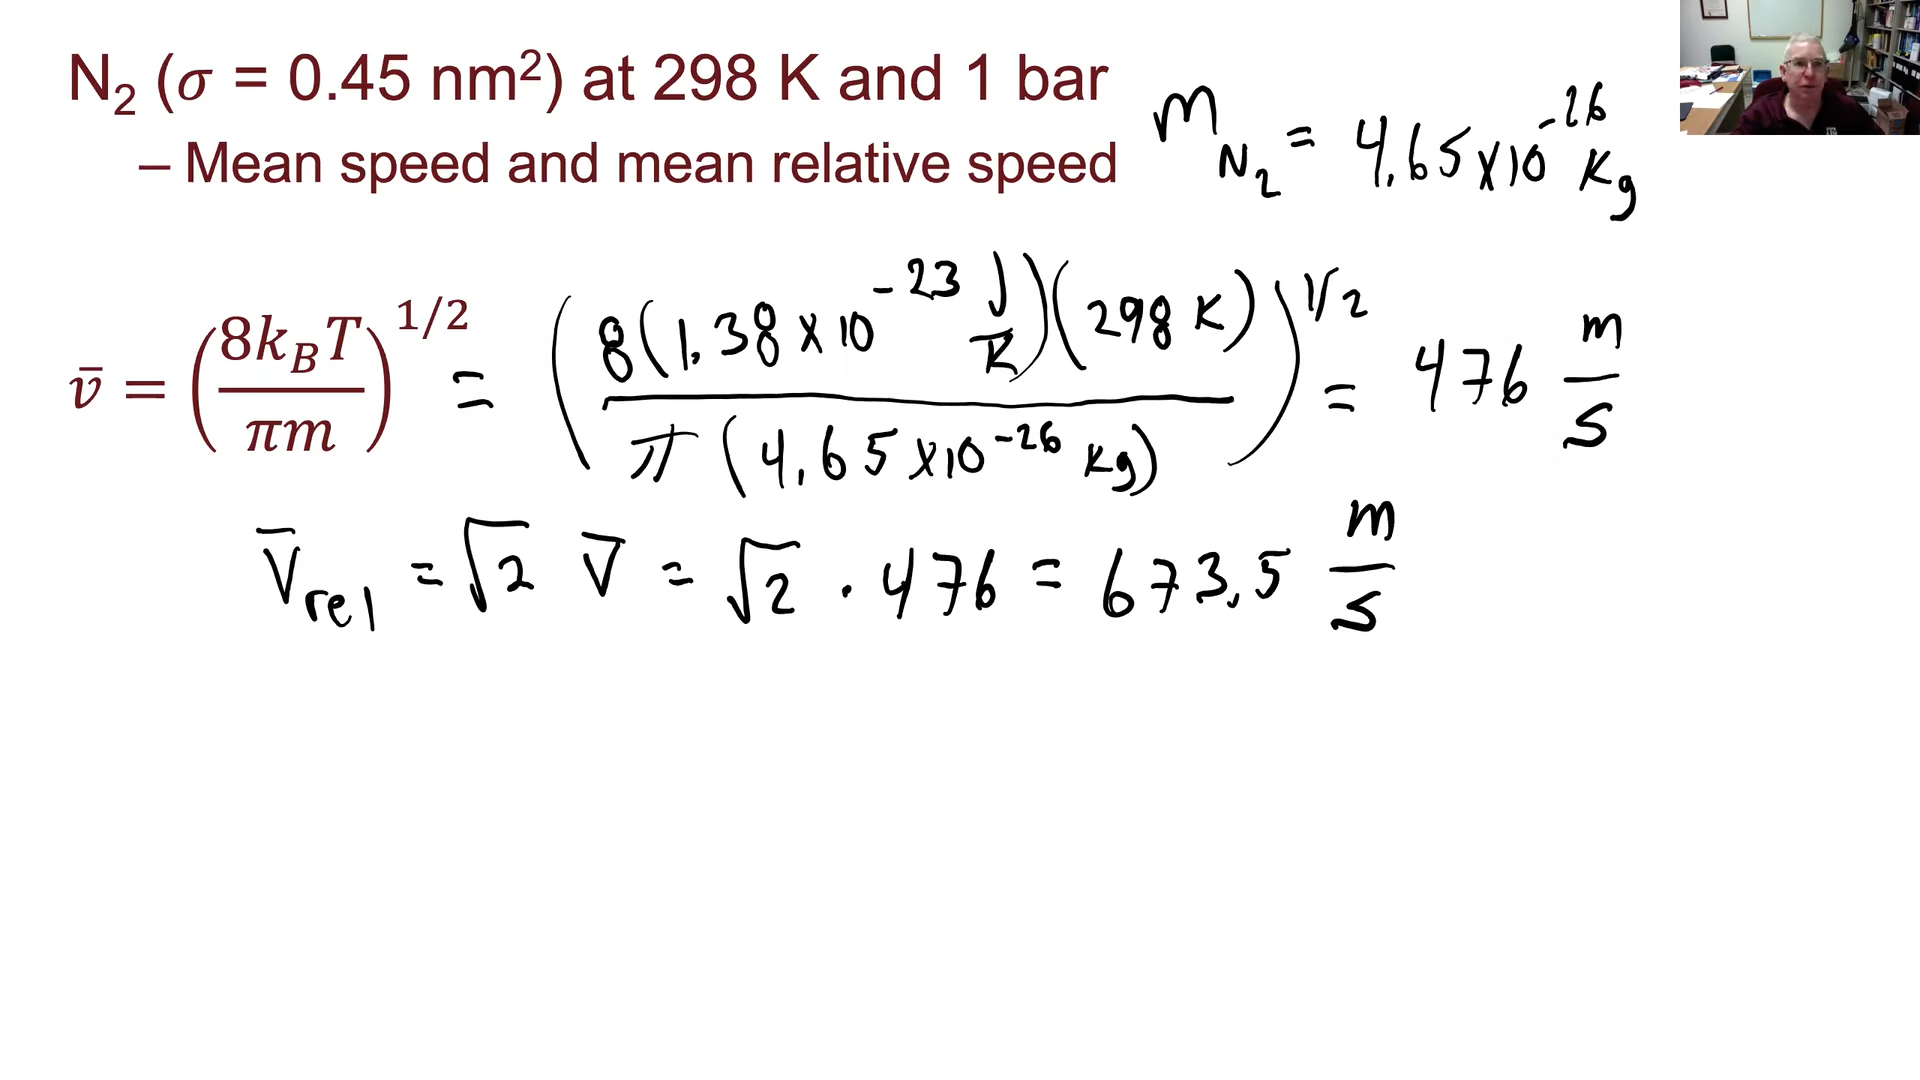 N₂ (σ = 0.45 nm²) at 298 K and 1 bar
– Mean speed and mean relative speed
m_N₂ = 4.65 x 10⁻²⁶ kg
v̄ = (8k_BT / πm)^1/2 = (8(1.38 x 10⁻²³ J/K)(298 K) / π(4.65 x 10⁻²⁶ kg))^1/2 = 476 m/s
V̄_rel = √2 V̄ = √2 · 476 = 673.5 m/s